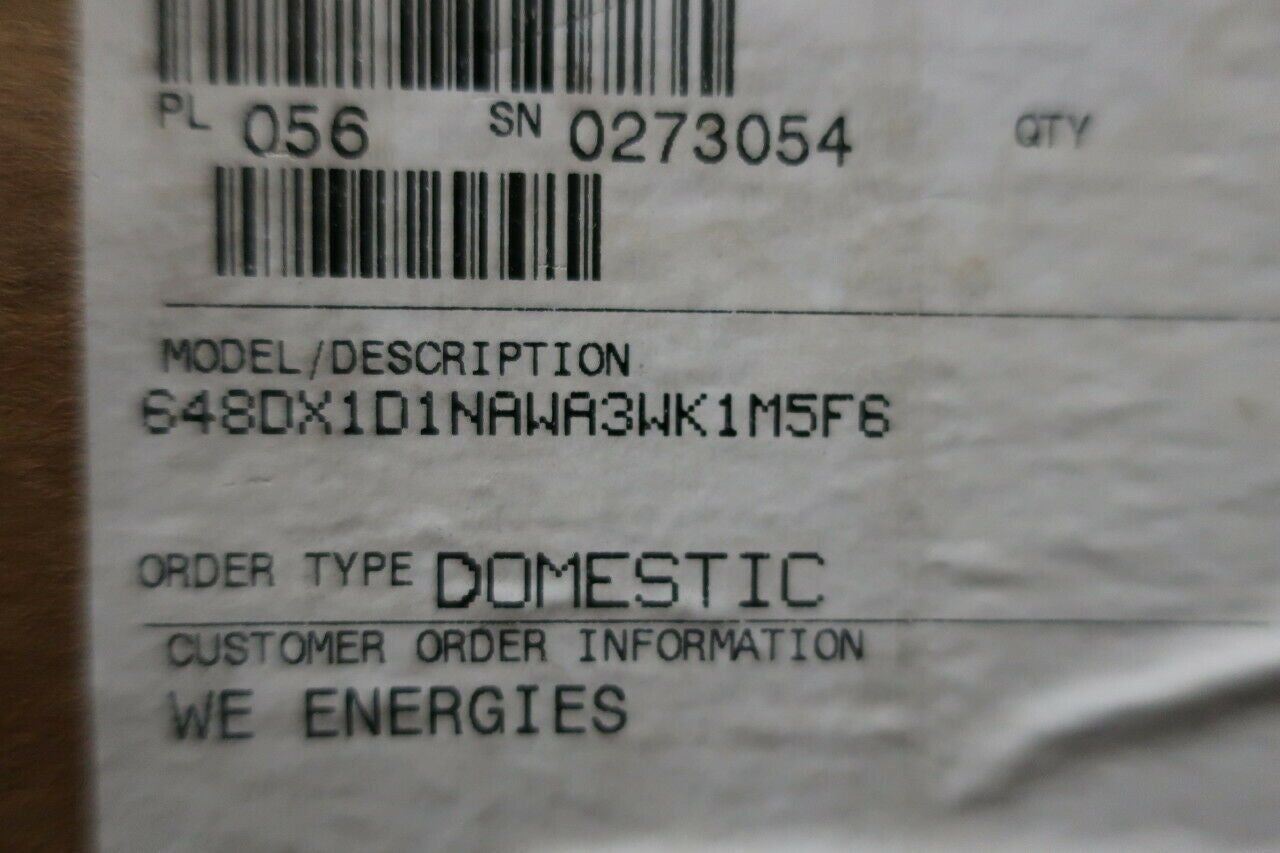 PL 056 SN 0273054 QTY
MODEL/DESCRIPTION
648DX1D1NAWA3WK1M5F6
ORDER TYPE DOMESTIC
CUSTOMER ORDER INFORMATION
WE ENERGIES